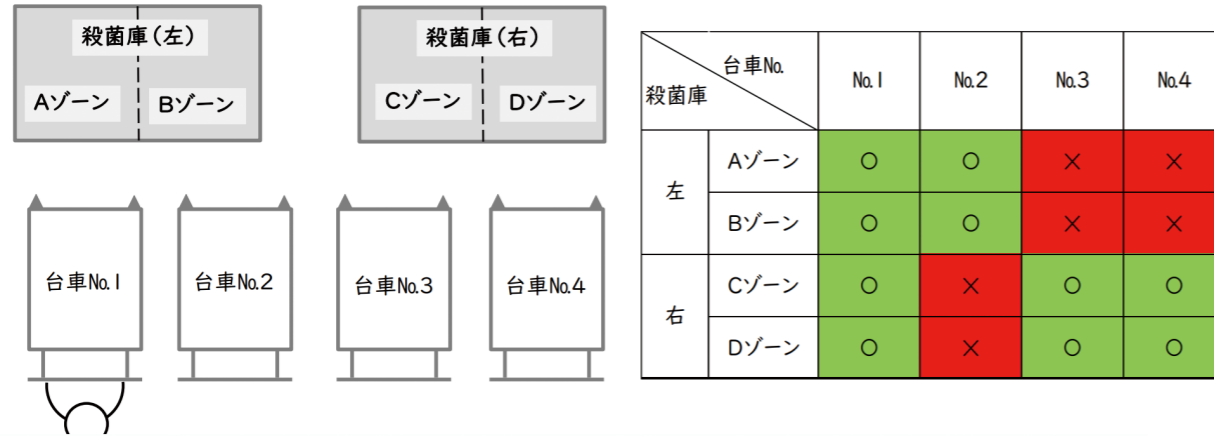 殺菌庫(左)
Aゾーン
Bゾーン
殺菌庫(右)
Cゾーン
Dゾーン
台車No.1
台車No.2
台車No.3
台車No.4
台車No.
殺菌庫
No.1 No.2 No.3 No.4
左
Aゾーン ○ ○ × ×
Bゾーン ○ ○ × ×
右
Cゾーン ○ × ○ ○
Dゾーン ○ × ○ ○